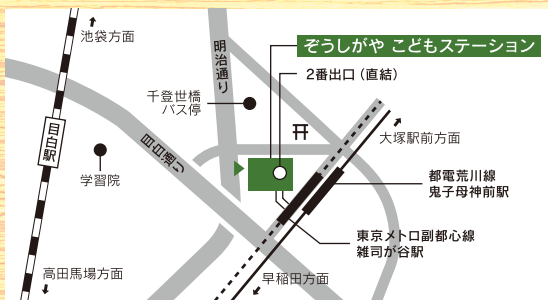 池袋方面
明治通り
ぞうしがや こどもステーション
2番出口(直結)
千登世橋
バス停
目白駅
目白通り
学習院
大塚駅前方面
都電荒川線
鬼子母神前駅
東京メトロ副都心線
雑司が谷駅
高田馬場方面
早稲田方面